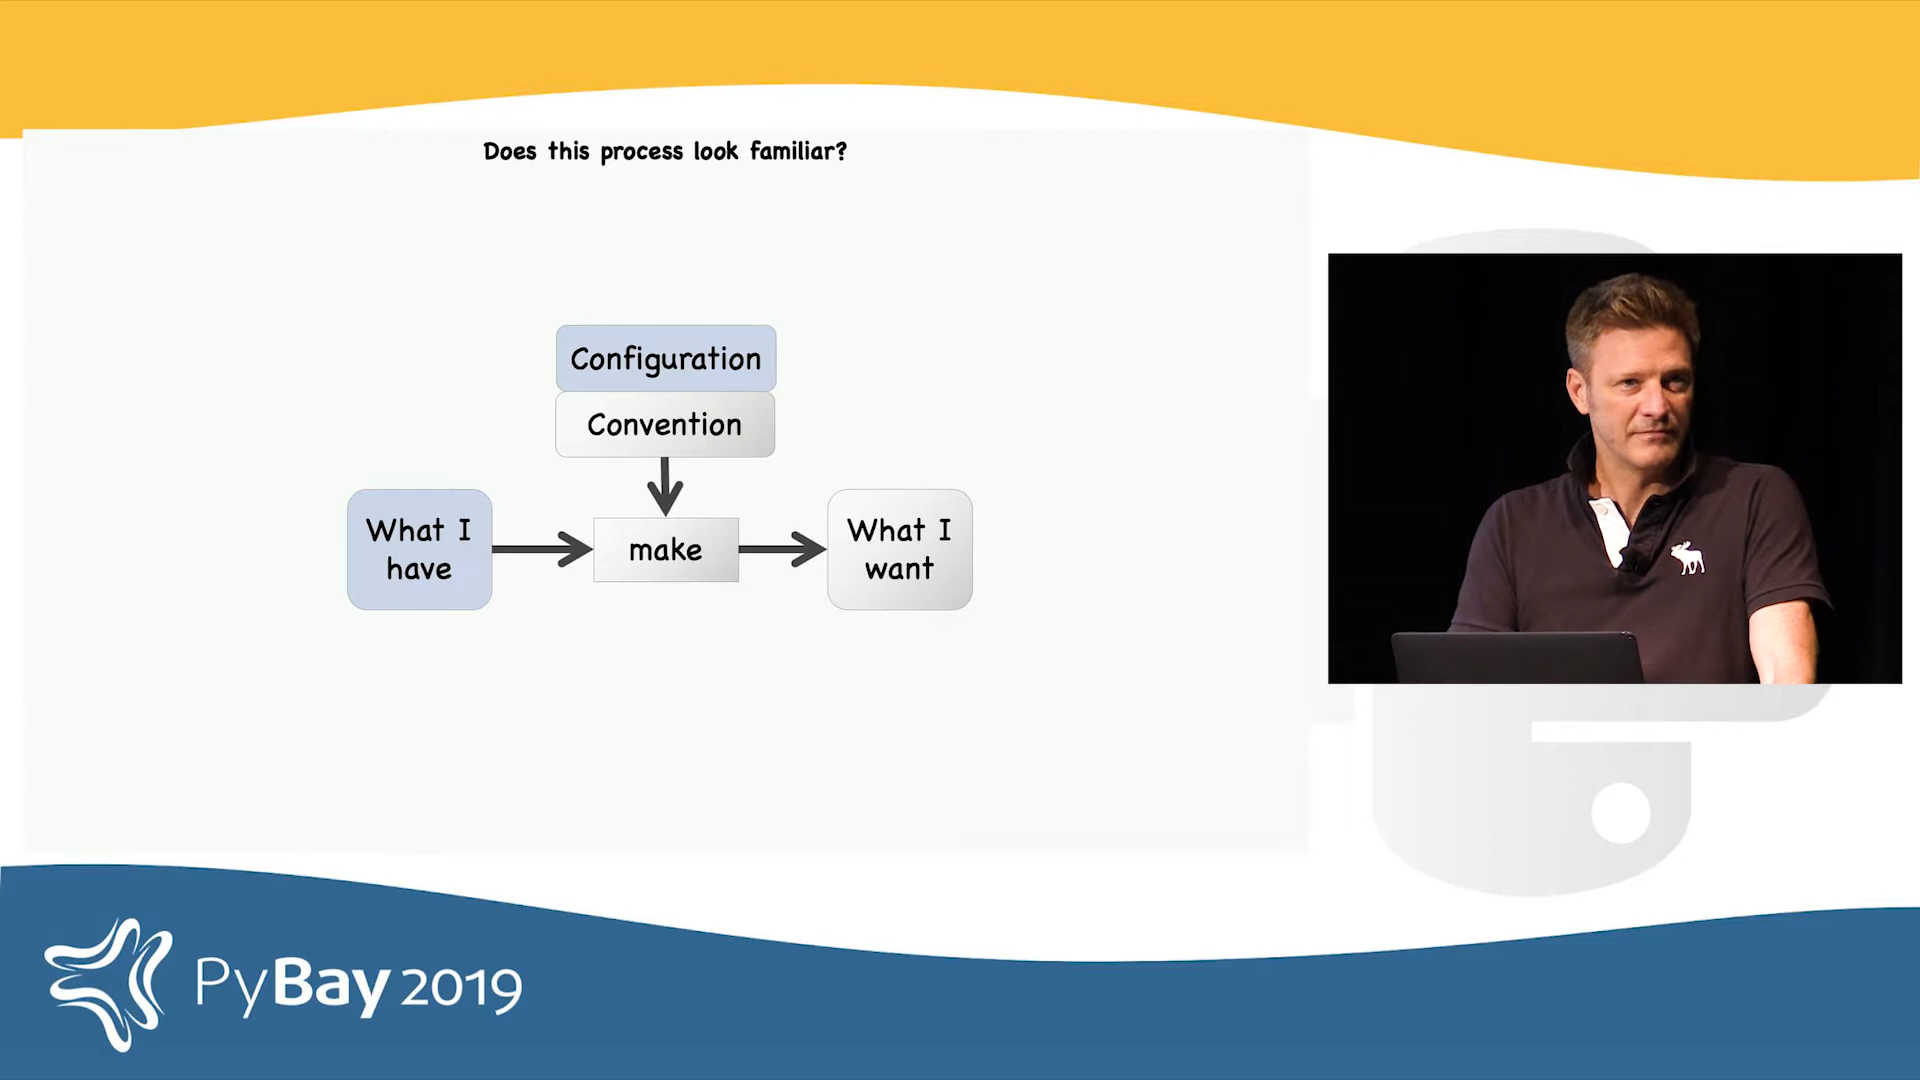 Does this process look familiar?
Configuration
Convention
What I
have
make
What I
want
PyBay 2019